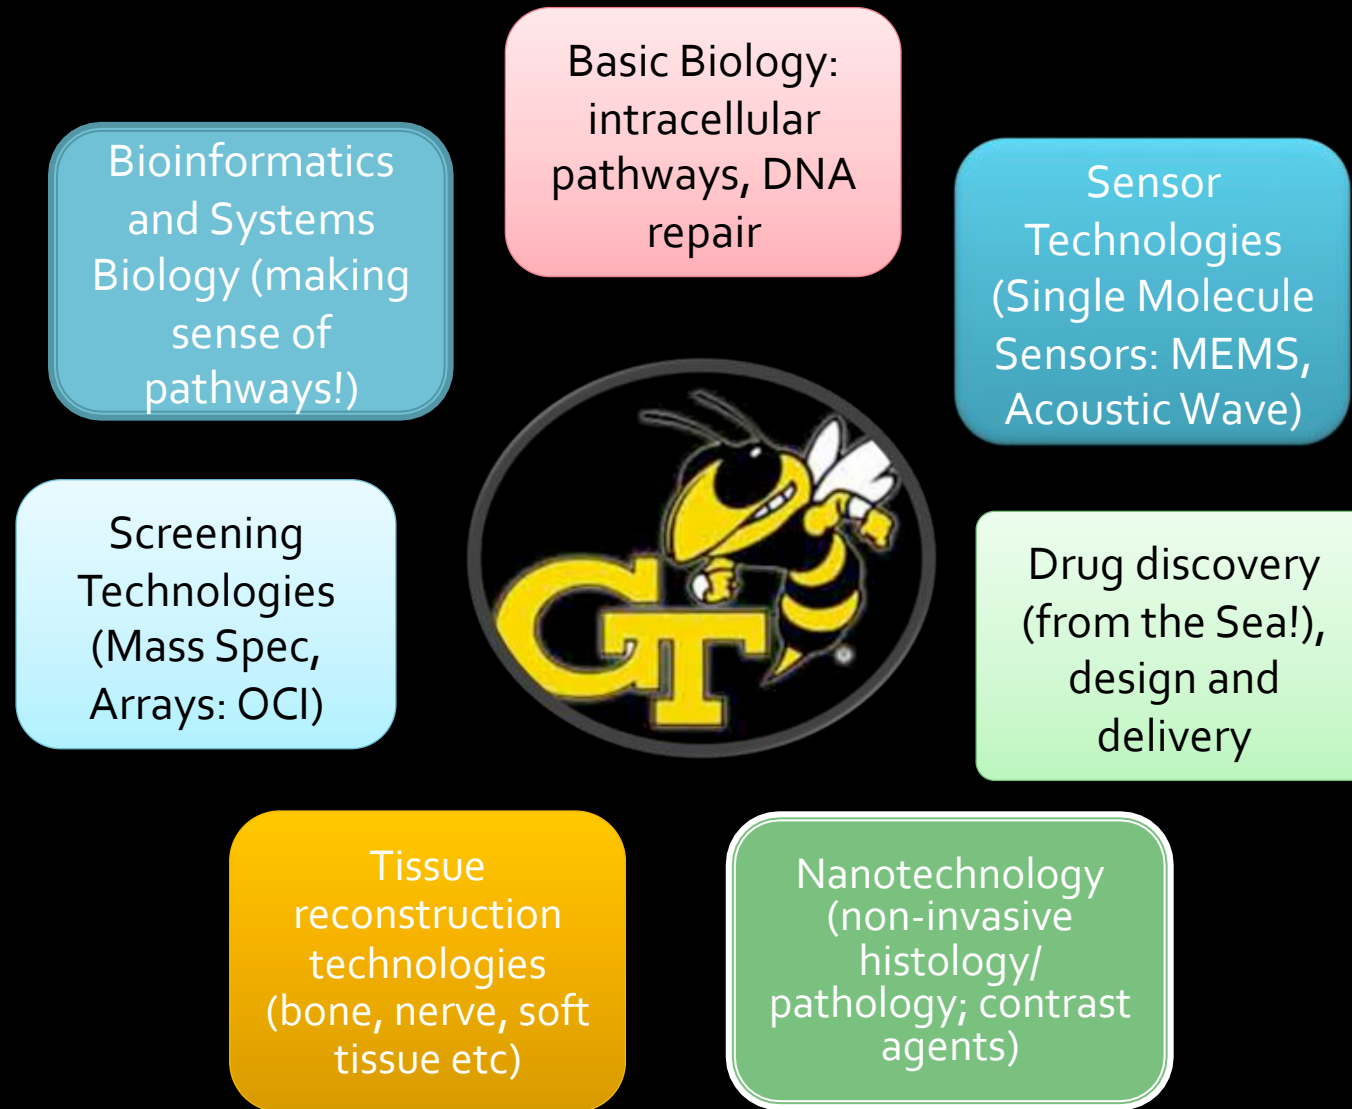 Basic Biology:
intracellular
pathways, DNA
repair
Bioinformatics
and Systems
Biology (making
sense of
pathways!)
Sensor
Technologies
(Single Molecule
Sensors: MEMS,
Acoustic Wave)
Screening
Technologies
(Mass Spec,
Arrays: OCI)
GT
®
Drug discovery
(from the Sea!),
design and
delivery
Tissue
reconstruction
technologies
(bone, nerve, soft
tissue etc)
Nanotechnology
(non-invasive
histology/
pathology; contrast
agents)